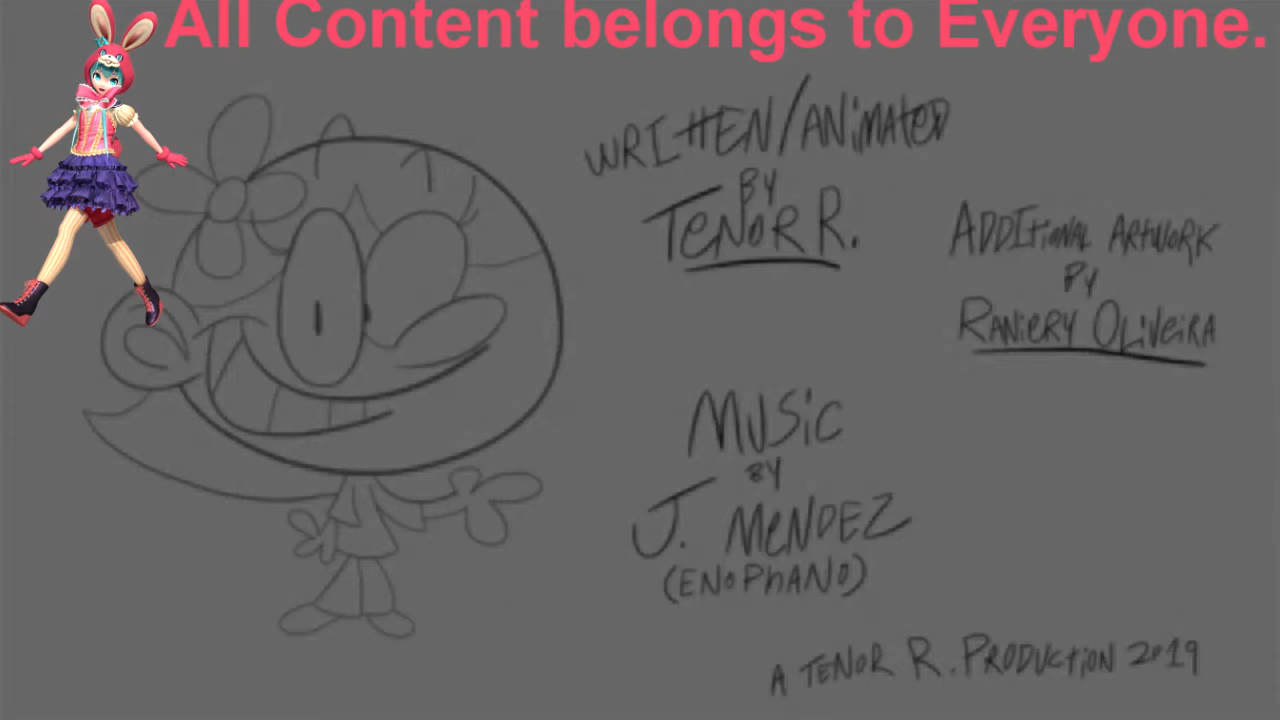 All Content belongs to Everyone.
WRITTEN/ANiMAteD
BY
TeNoR R.
ADDITIONAL ARTWORK
BY
RANiERY OLiVeiRA
MUSiC
BY
J. MeNDEZ
(ENoPhANo)
A TENOR R. PRODUCtiON 2019